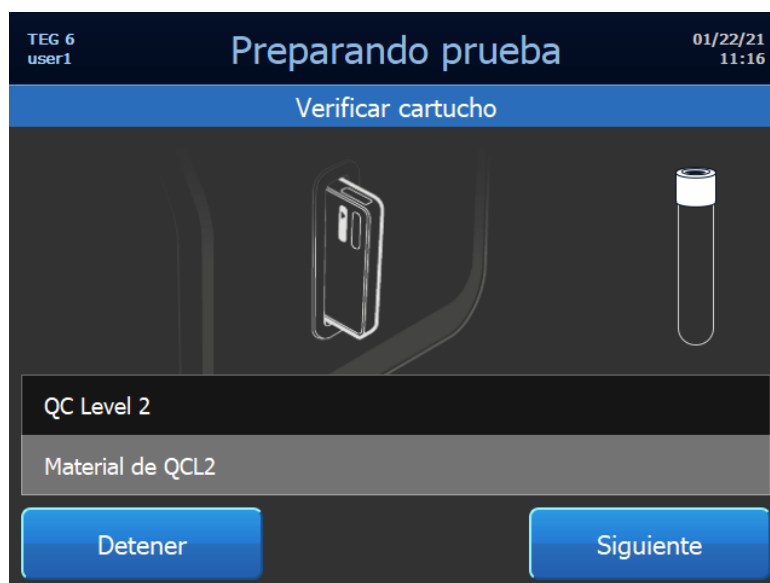 TEG 6
user1
Preparando prueba
01/22/21
11:16
Verificar cartucho
QC Level 2
Material de QCL2
Detener
Siguiente